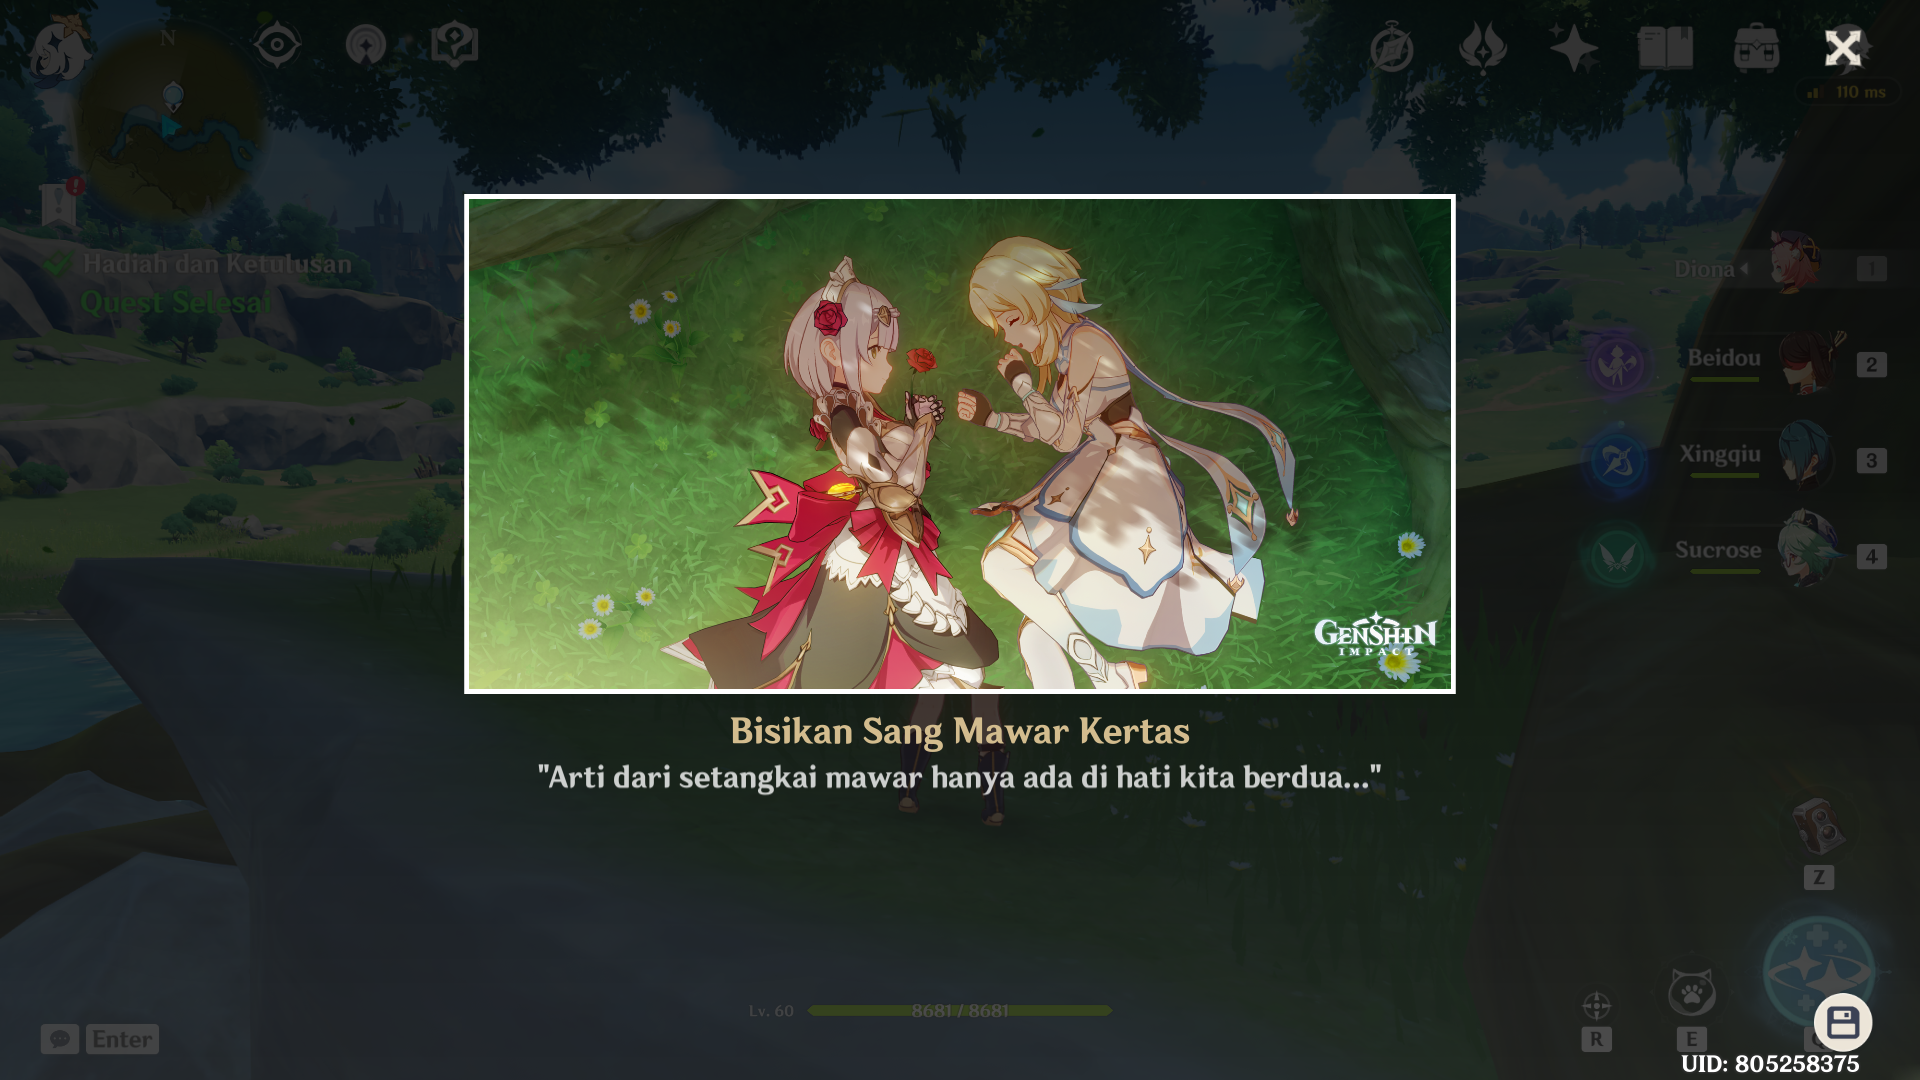 N
110 ms
Hadiah dan Ketulusan
Quest Selesai
Diona
1
Beidou
2
Xingqiu
3
Sucrose
4
GENSHIN
IMPACT
Bisikan Sang Mawar Kertas
"Arti dari setangkai mawar hanya ada di hati kita berdua..."
Z
Lv. 60
8681 / 8681
Enter
R
E
Q
UID: 805258375